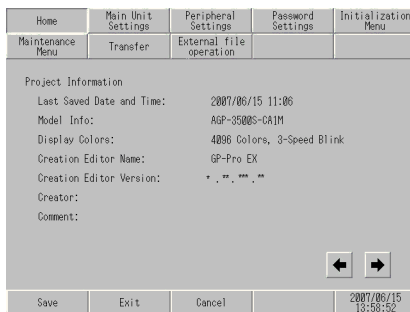 Home
Main Unit
Settings
Peripheral
Settings
Password
Settings
Initialization
Menu
Maintenance
Menu
Transfer
External file
operation
Project Information
Last Saved Date and Time: 2007/06/15 11:06
Model Info: AGP-3500S-CA1M
Display Colors: 4096 Colors, 3-Speed Blink
Creation Editor Name: GP-Pro EX
Creation Editor Version: * . ** . *** . **
Creator:
Comment:
Save
Exit
Cancel
2007/06/15
13:58:52